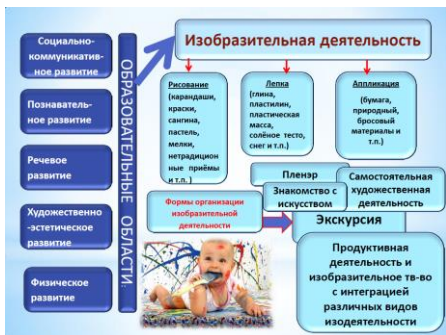 Социально-
коммуникатив-
ное развитие
Познаватель-
ное развитие
Речевое
развитие
Художественно
-эстетическое
развитие
Физическое
развитие
ОБРАЗОВАТЕЛЬНЫЕ ОБЛАСТИ:
Изобразительная деятельность
Рисование
(карандаши,
краски,
сангина,
пастель,
мелки,
нетрадицион
ные приёмы
и т.п. )
Лепка
(глина,
пластилин,
пластическая
масса,
солёное тесто,
снег и т.п.)
Аппликация
(бумага,
природный,
бросовый
материалы и
т.п.)
Формы организации
изобразительной
деятельности
Пленэр
Знакомство с
искусством
Самостоятельная
художественная
деятельность
Экскурсия
Продуктивная
деятельность и
изобразительное тв-во
с интеграцией
различных видов
изодеятельности